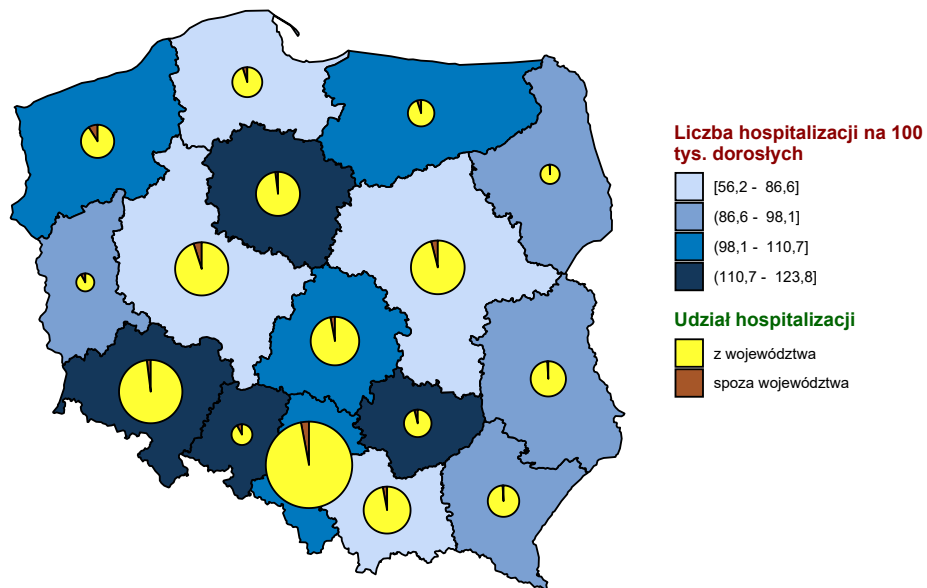 Liczba hospitalizacji na 100
tys. dorosłych
[56,2 - 86,6]
(86,6 - 98,1]
(98,1 - 110,7]
(110,7 - 123,8]
Udział hospitalizacji
z województwa
spoza województwa